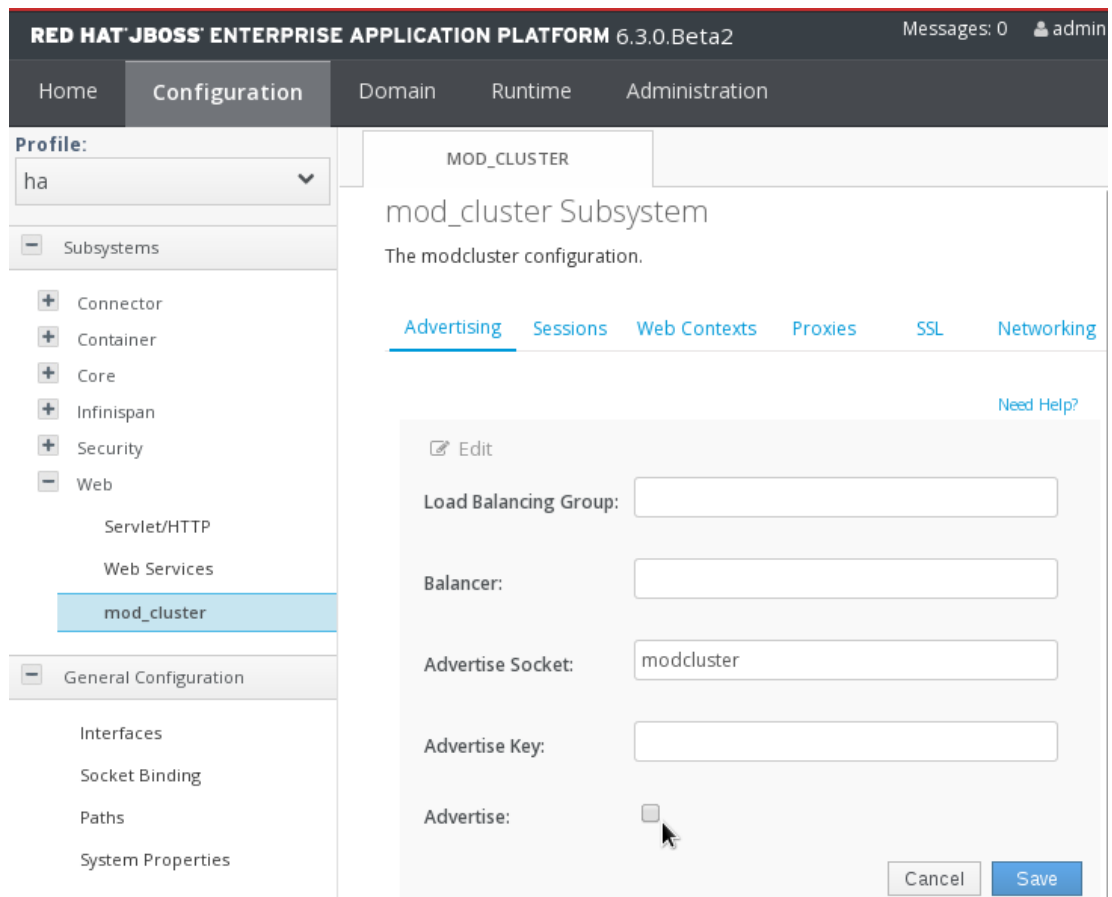 RED HAT JBOSS ENTERPRISE APPLICATION PLATFORM 6.3.0.Beta2
Messages: 0 admin
Home Configuration Domain Runtime Administration
Profile:
ha
Subsystems
Connector
Container
Core
Infinispan
Security
Web
Servlet/HTTP
Web Services
mod_cluster
General Configuration
Interfaces
Socket Binding
Paths
System Properties
MOD_CLUSTER
mod_cluster Subsystem
The modcluster configuration.
Advertising Sessions Web Contexts Proxies SSL Networking
Need Help?
Edit
Load Balancing Group:
Balancer:
Advertise Socket: modcluster
Advertise Key:
Advertise:
Cancel Save